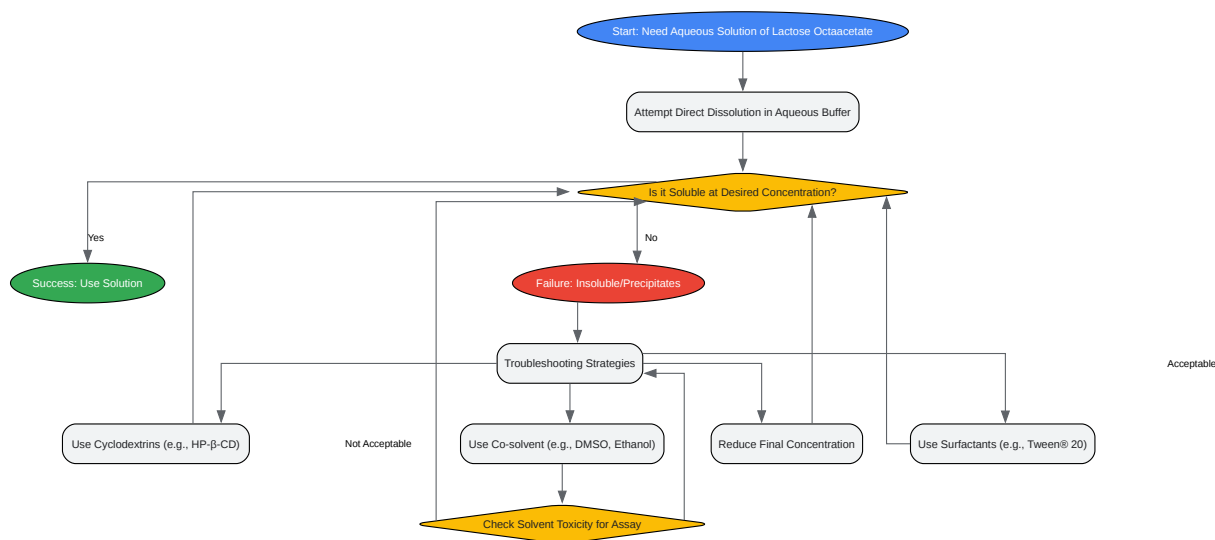 Start: Need Aqueous Solution of Lactose Octaacetate
Attempt Direct Dissolution in Aqueous Buffer
Is it Soluble at Desired Concentration?
Yes
No
Success: Use Solution
Failure: Insoluble/Precipitates
Troubleshooting Strategies
Acceptable
Use Cyclodextrins (e.g., HP-β-CD)
Not Acceptable
Use Co-solvent (e.g., DMSO, Ethanol)
Reduce Final Concentration
Use Surfactants (e.g., Tween® 20)
Check Solvent Toxicity for Assay